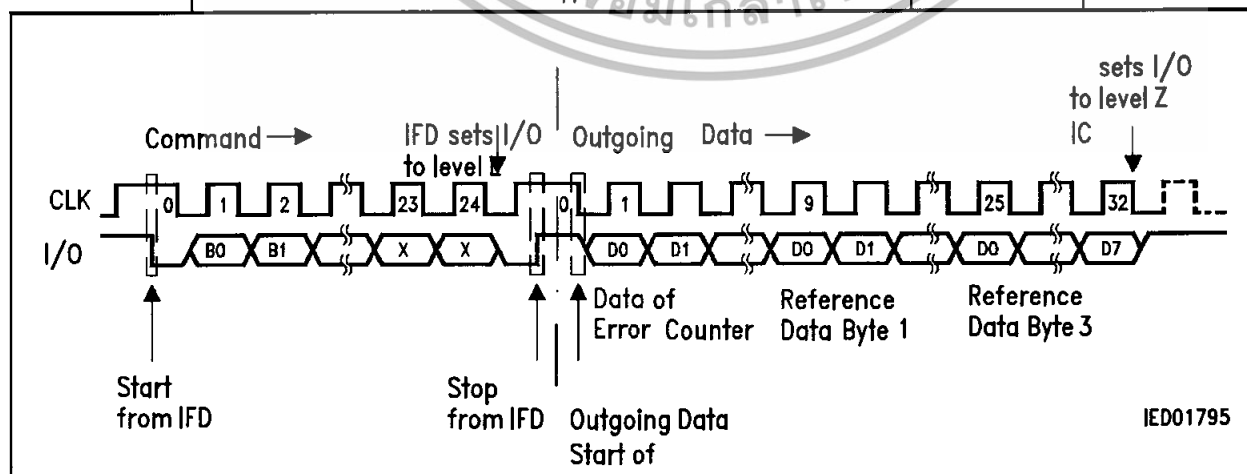 sets I/O
to level Z
IC
Command → IFD sets I/O Outgoing Data →
to level Z
CLK 0 1 2 23 24 0 1 9 25 32
I/O B0 B1 X X D0 D1 D0 D1 D0 D7
Data of Reference Reference
Error Counter Data Byte 1 Data Byte 3
Start Stop
from IFD from IFD Outgoing Data
Start of
IED01795